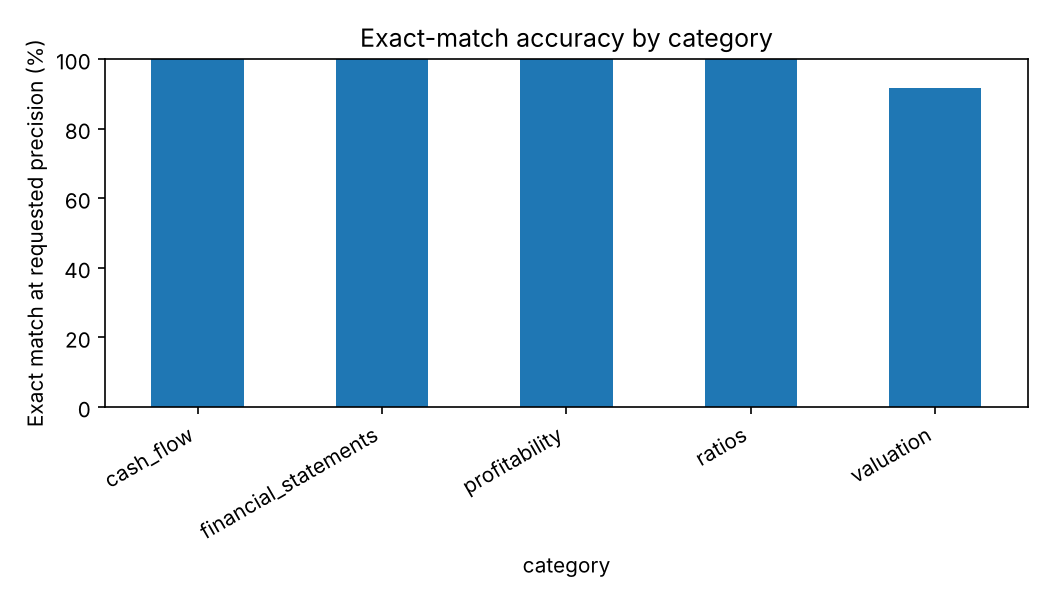 Exact-match accuracy by category
Exact match at requested precision (%)
100
80
60
40
20
0
cash_flow
financial_statements
profitability
ratios
valuation
category